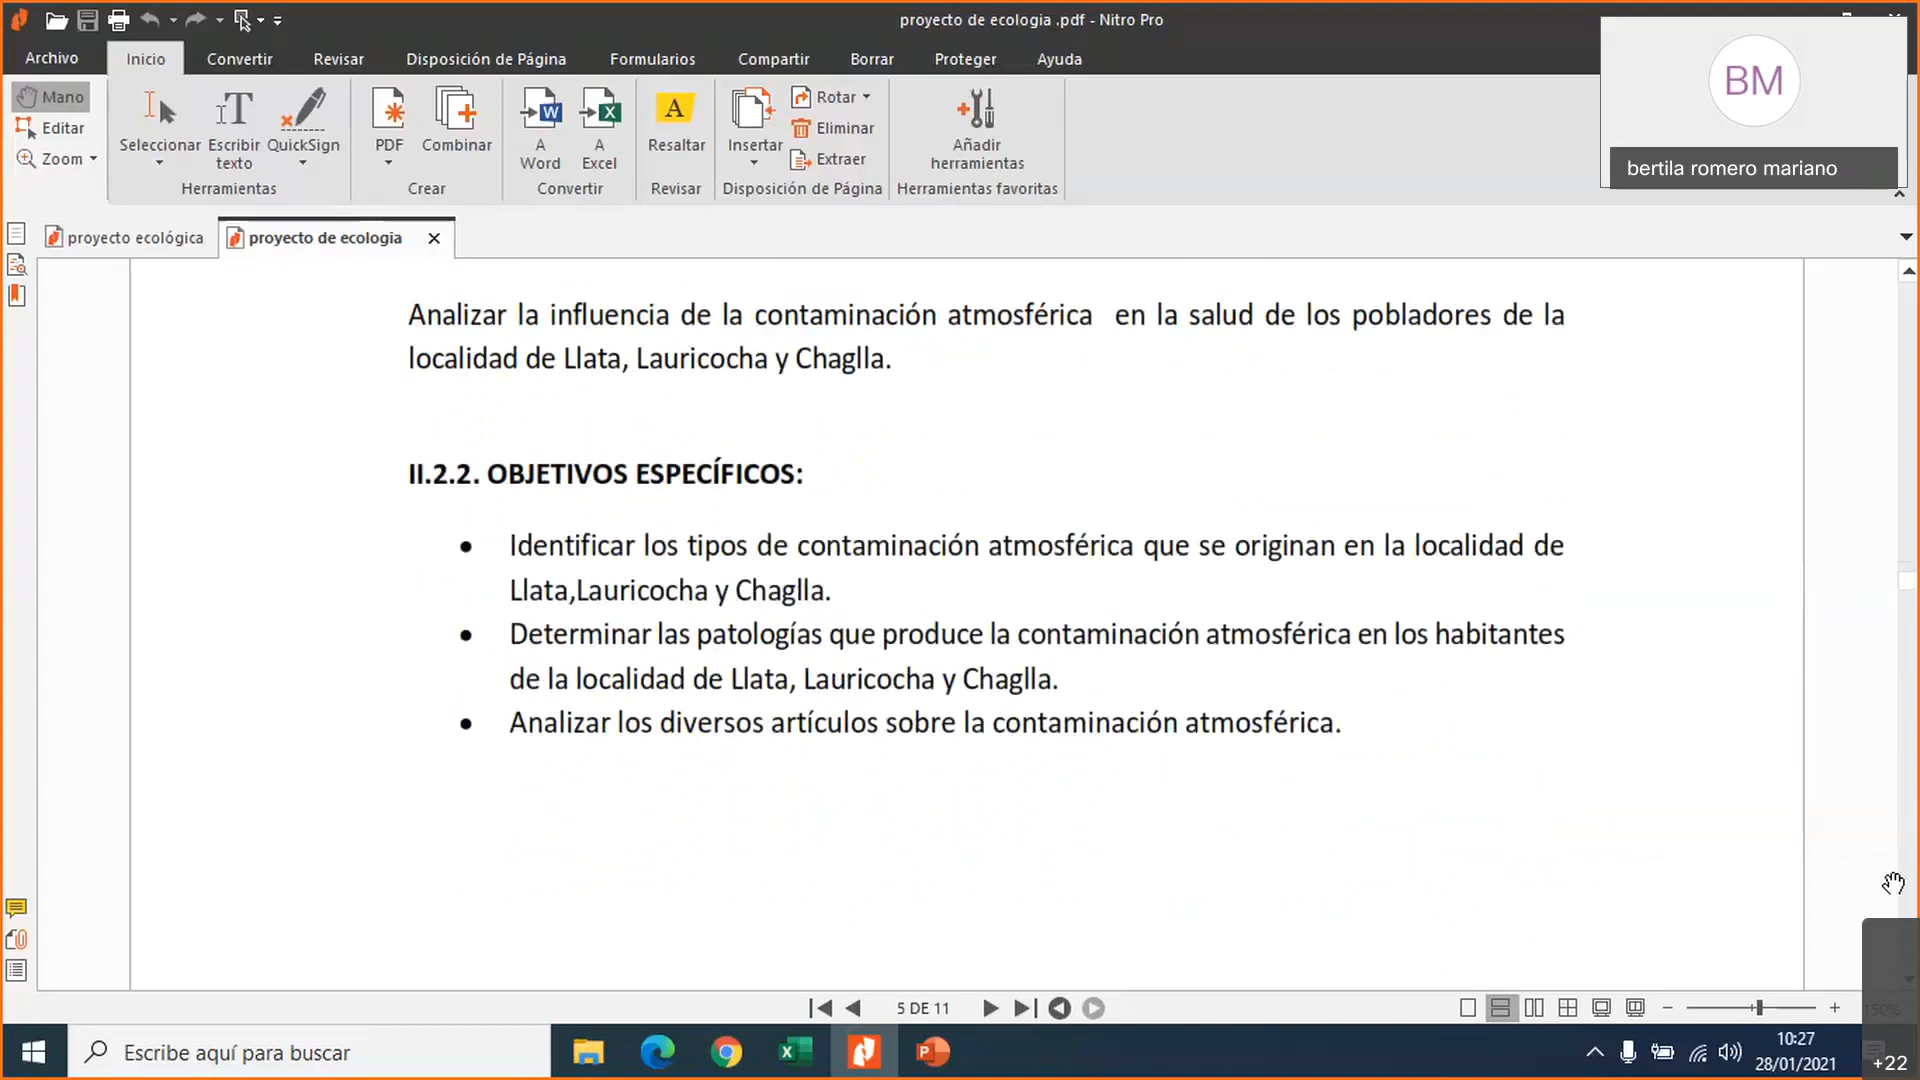 proyecto de ecologia .pdf - Nitro Pro
Archivo Inicio Convertir Revisar Disposición de Página Formularios Compartir Borrar Proteger Ayuda
BM
bertila romero mariano
Mano
Editar
Zoom
Seleccionar
Escribir texto
QuickSign
Herramientas
PDF
Combinar
Crear
A Word
A Excel
Convertir
A
Resaltar
Revisar
Insertar
Rotar
Eliminar
Extraer
Disposición de Página
Añadir herramientas
Herramientas favoritas
proyecto ecológica
proyecto de ecologia
Analizar la influencia de la contaminación atmosférica en la salud de los pobladores de la
localidad de Llata, Lauricocha y Chaglla.
II.2.2. OBJETIVOS ESPECÍFICOS:
• Identificar los tipos de contaminación atmosférica que se originan en la localidad de
Llata,Lauricocha y Chaglla.
• Determinar las patologías que produce la contaminación atmosférica en los habitantes
de la localidad de Llata, Lauricocha y Chaglla.
• Analizar los diversos artículos sobre la contaminación atmosférica.
5 DE 11
150%
Escribe aquí para buscar
10:27
28/01/2021
+22